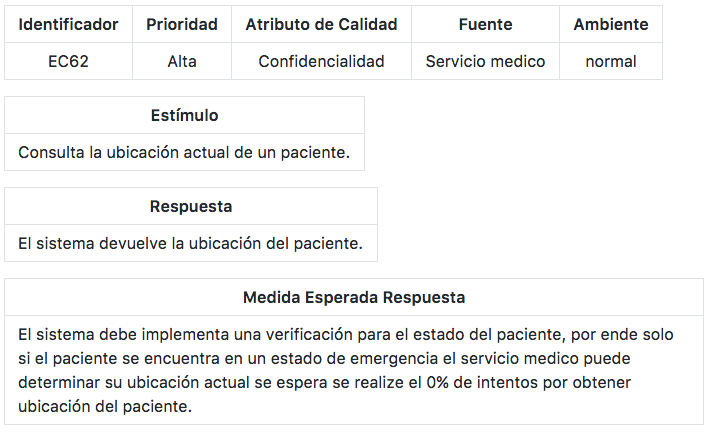 Identificador Prioridad Atributo de Calidad Fuente Ambiente
EC62 Alta Confidencialidad Servicio medico normal
Estímulo
Consulta la ubicación actual de un paciente.
Respuesta
El sistema devuelve la ubicación del paciente.
Medida Esperada Respuesta
El sistema debe implementa una verificación para el estado del paciente, por ende solo
si el paciente se encuentra en un estado de emergencia el servicio medico puede
determinar su ubicación actual se espera se realize el 0% de intentos por obtener
ubicación del paciente.